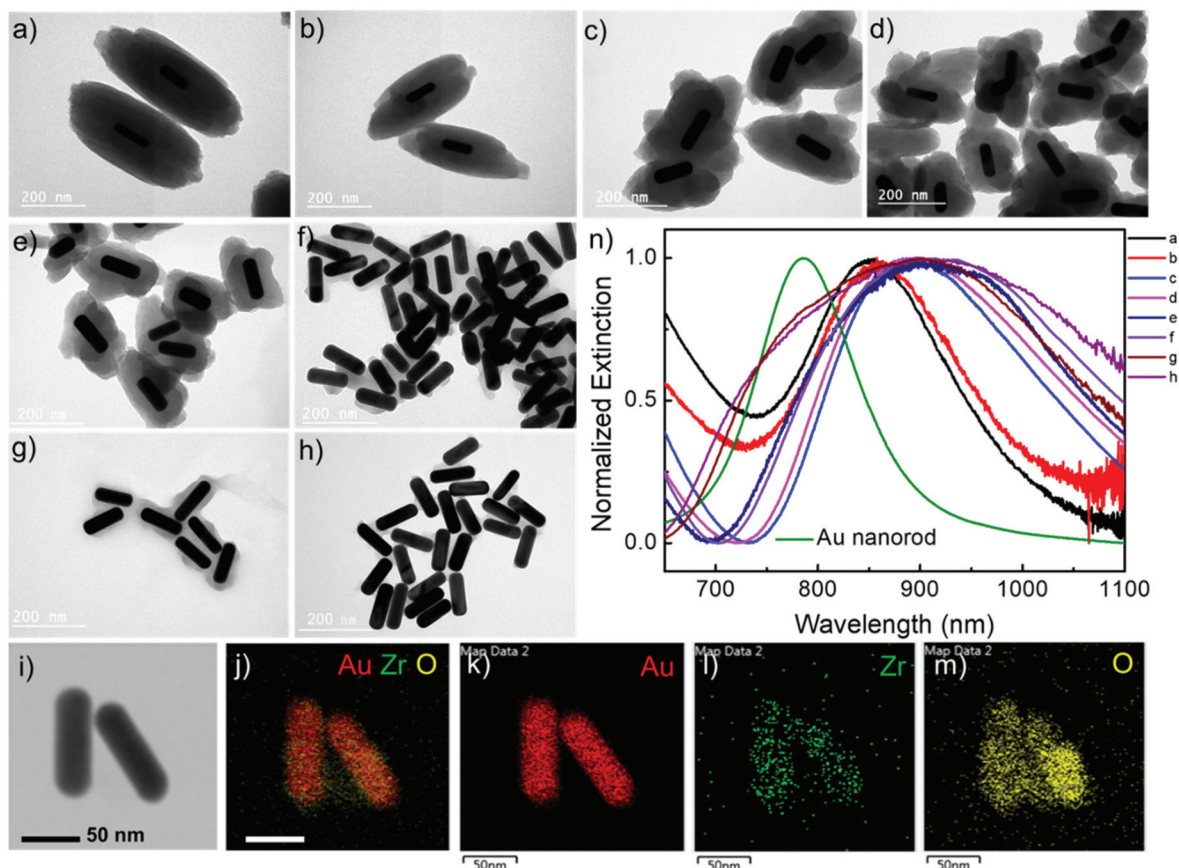 a)
b)
c)
d)
200 nm
200 nm
200 nm
200 nm
e)
f)
200 nm
200 nm
g)
h)
200 nm
200 nm
n)
1.0
0.5
0.0
Normalized Extinction
Au nanorod
700 800 900 1000 1100
Wavelength (nm)
a
b
c
d
e
f
g
h
i)
50 nm
j)
Au Zr O
Map Data 2
k)
Au
50nm
Map Data 2
l)
Zr
50nm
Map Data 2
m)
O
50nm